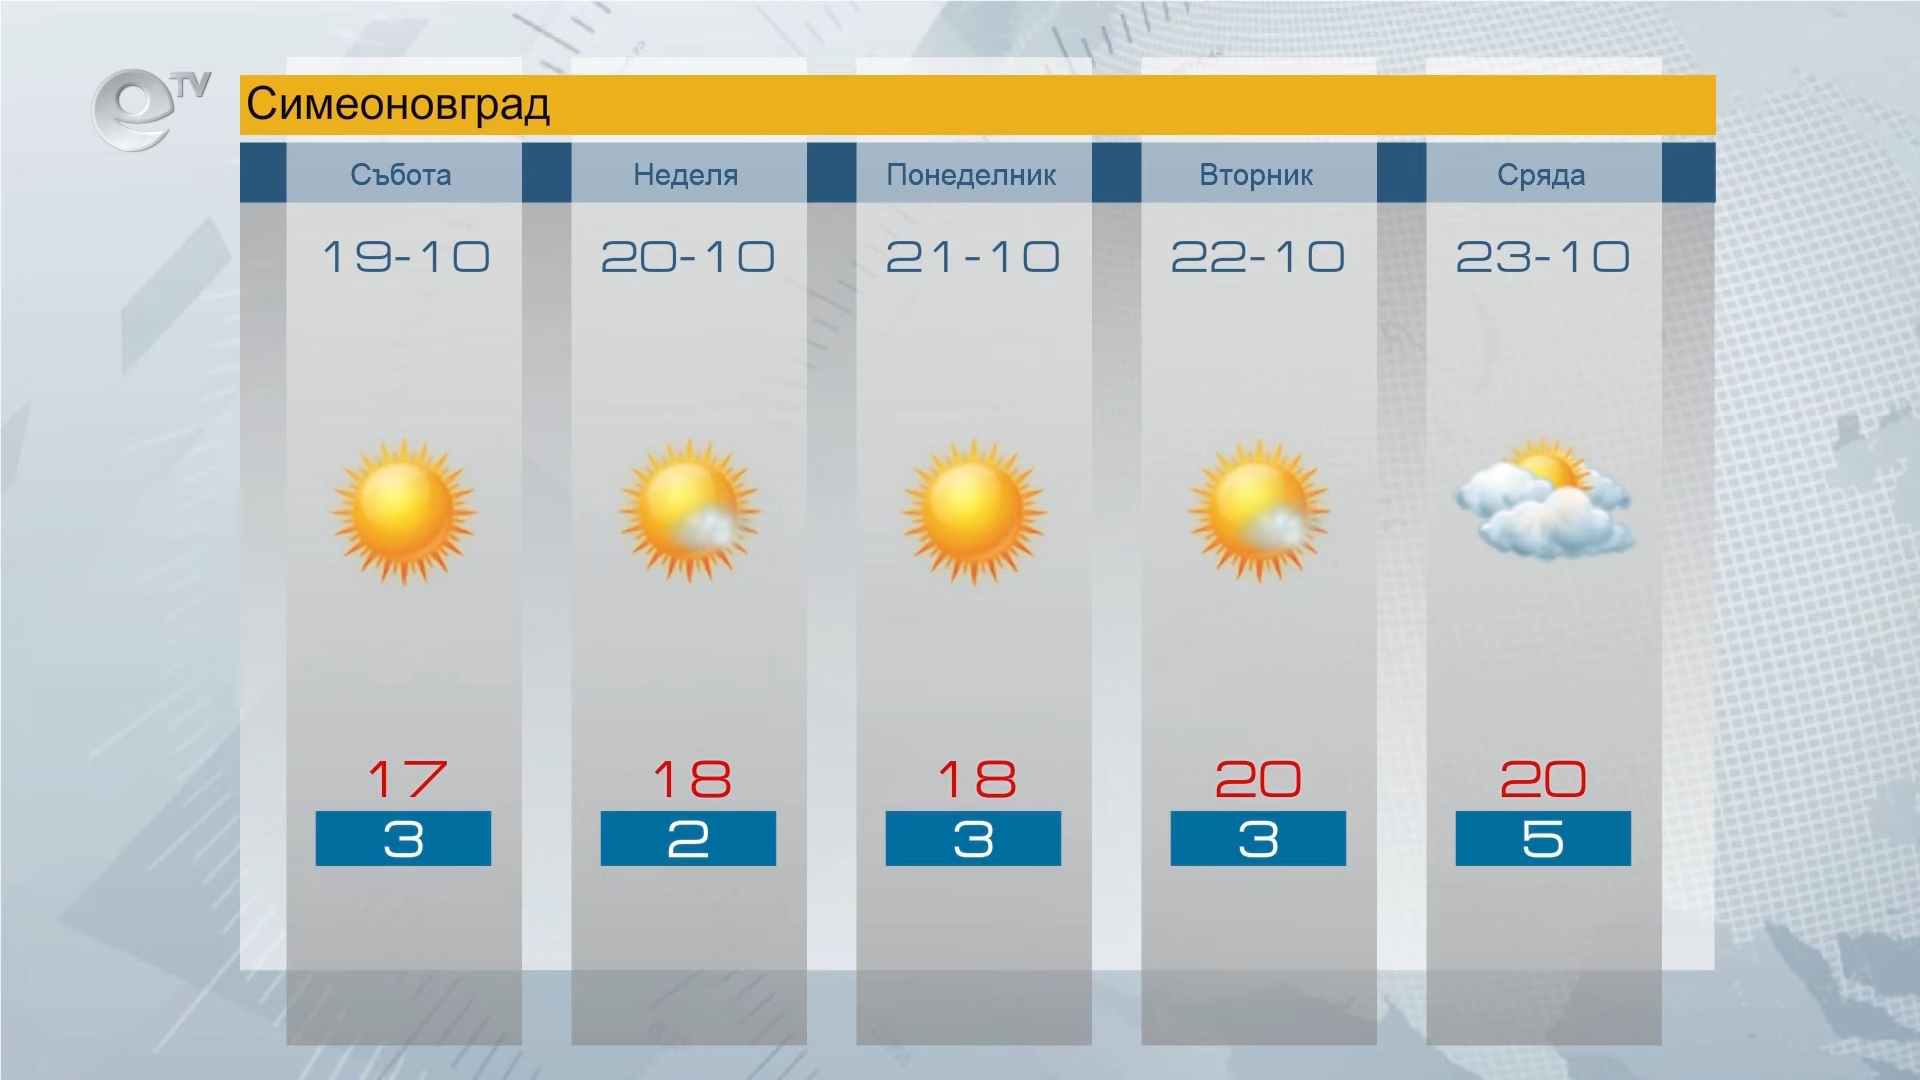 eTV
Симеоновград
Събота Неделя Понеделник Вторник Сряда
19-10 20-10 21-10 22-10 23-10
17 18 18 20 20
3 2 3 3 5